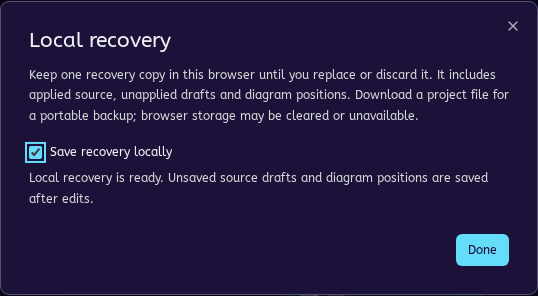 Local recovery
Keep one recovery copy in this browser until you replace or discard it. It includes
applied source, unapplied drafts and diagram positions. Download a project file for
a portable backup; browser storage may be cleared or unavailable.
Save recovery locally
Local recovery is ready. Unsaved source drafts and diagram positions are saved
after edits.
Done